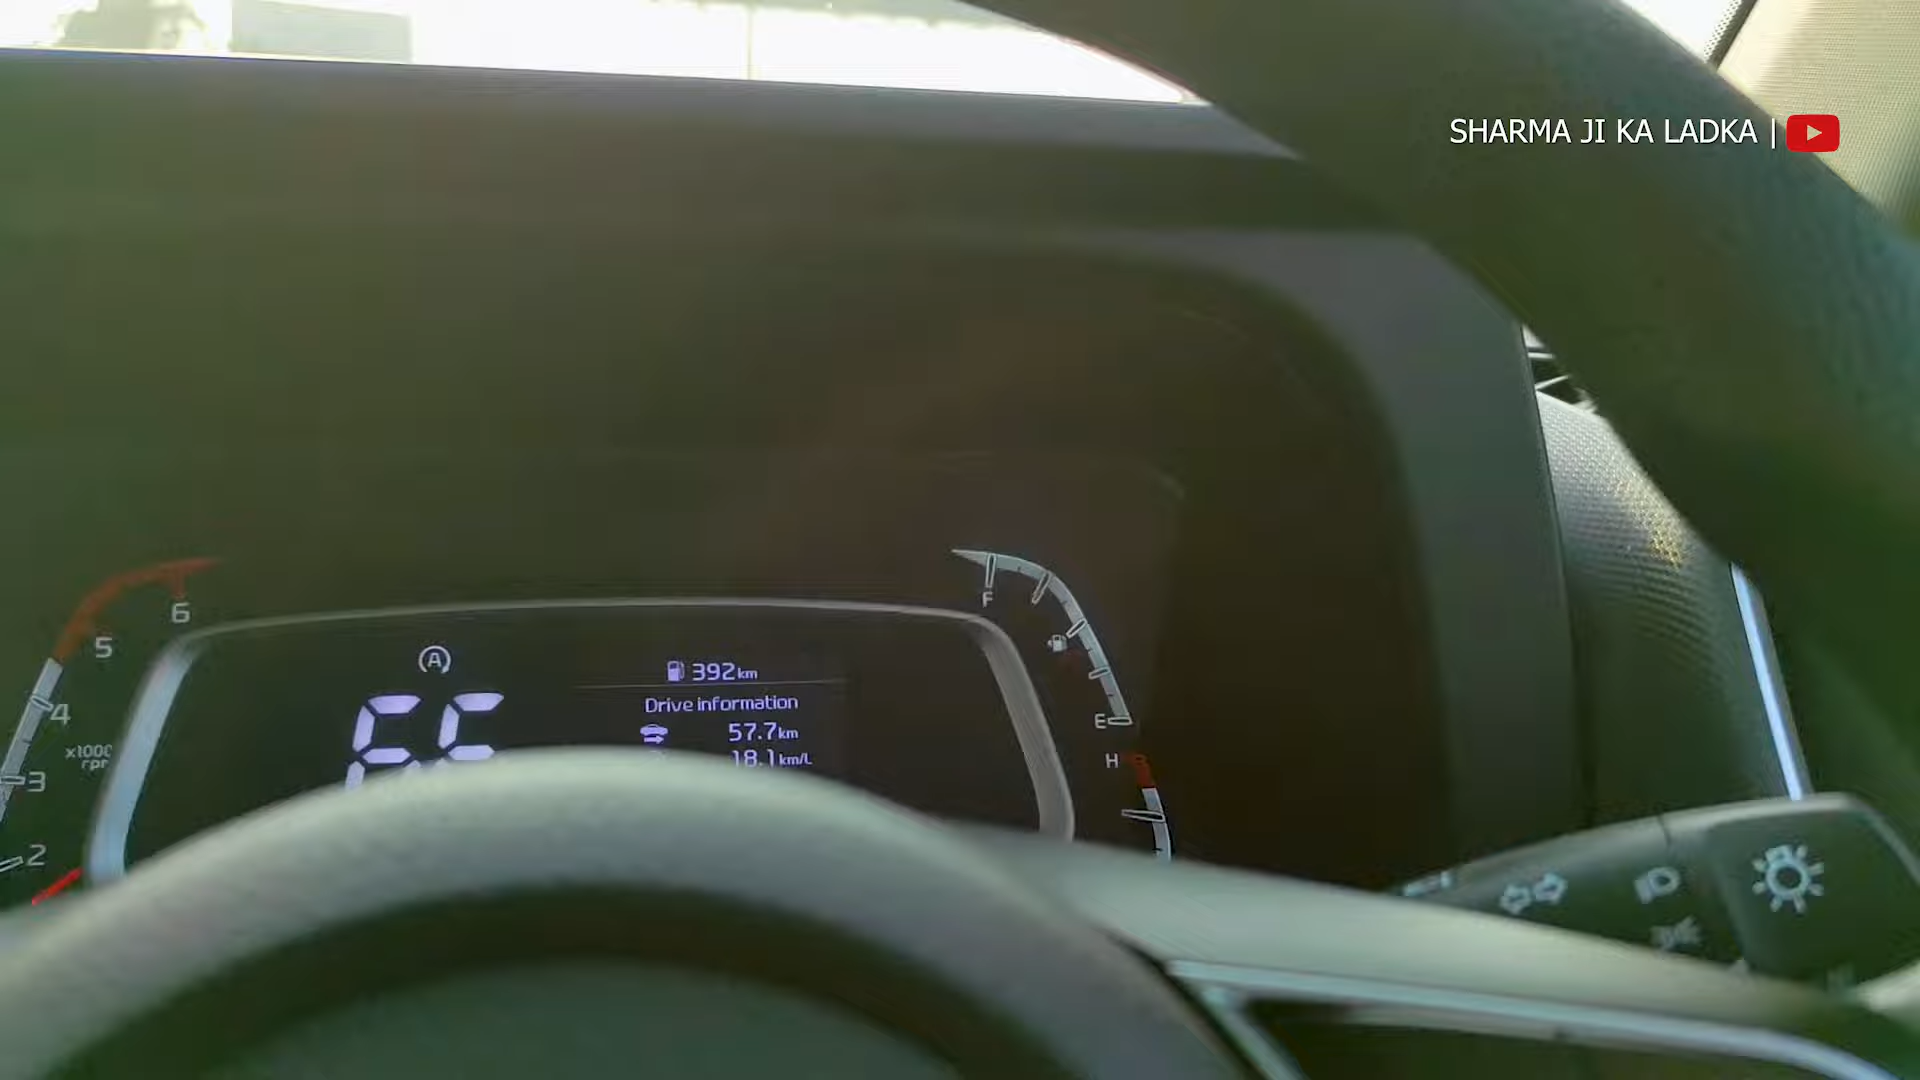 SHARMA JI KA LADKA |
6
5
4
x1000
rpm
3
2
392km
Drive information
57.7km
18.1km/L
A
F
E
H